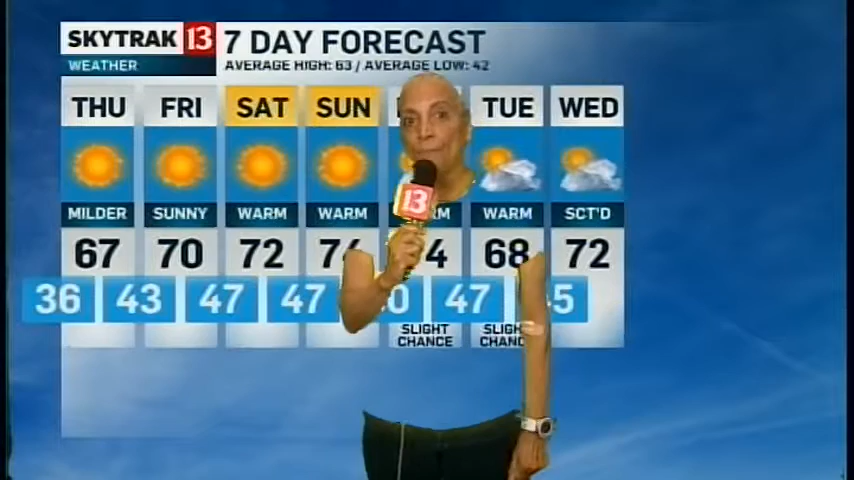 SKYTRAK 13 7 DAY FORECAST
WEATHER AVERAGE HIGH: 63 / AVERAGE LOW: 42
THU FRI SAT SUN TUE WED
MILDER SUNNY WARM WARM WARM SCT'D
67 70 72 68 72
36 43 47 47 47
SLIGHT CHANCE
13